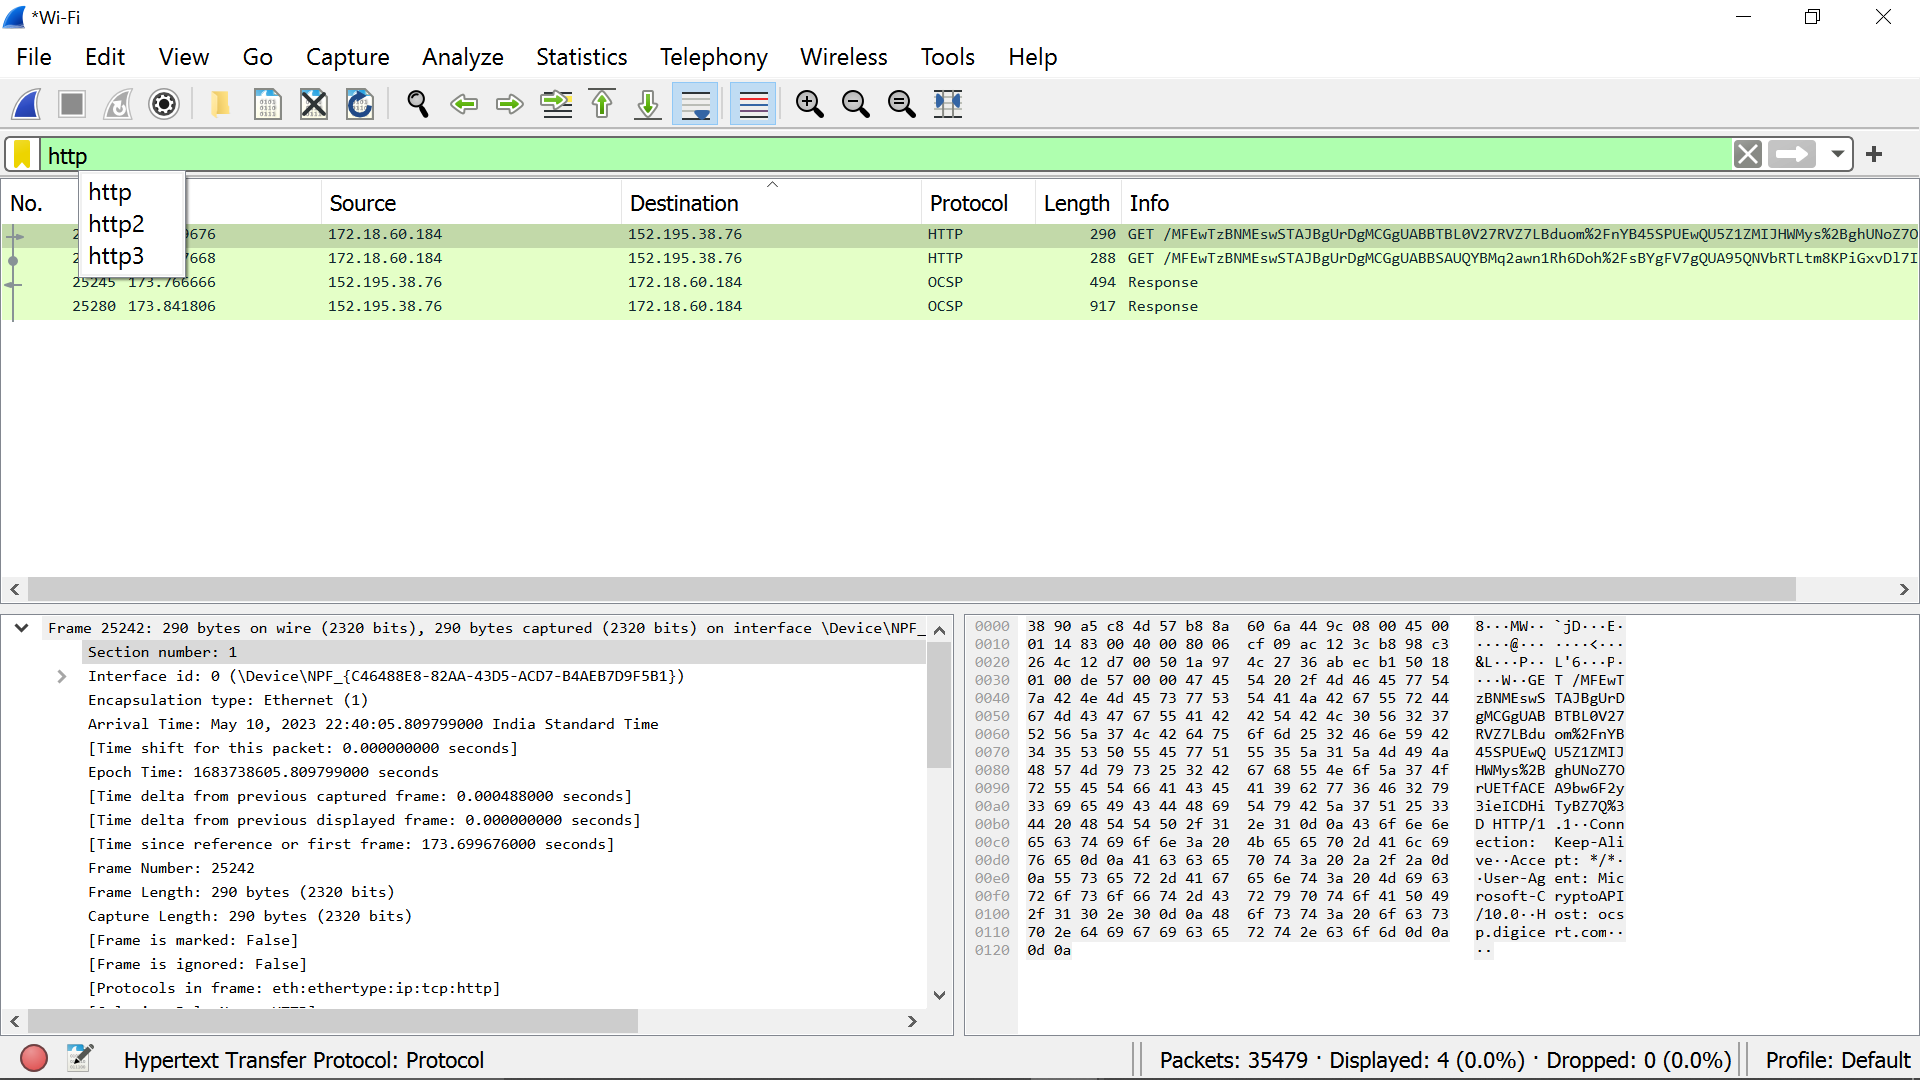 *Wi-Fi
File Edit View Go Capture Analyze Statistics Telephony Wireless Tools Help
http
http
http2
http3
No. Source Destination Protocol Length Info
2 676 172.18.60.184 152.195.38.76 HTTP 290 GET /MFEwTzBNMEswSTAJBgUrDgMCGgUABBTBL0V27RVZ7LBduom%2FnYB45SPUEwQU5Z1ZMIJHWMys%2BghUNoZ7O
2 668 172.18.60.184 152.195.38.76 HTTP 288 GET /MFEwTzBNMEswSTAJBgUrDgMCGgUABBSAUQYBMq2awn1Rh6Doh%2FsBYgFV7gQUA95QNVbRTLtm8KPiGxvDl7I
25245 173.766666 152.195.38.76 172.18.60.184 OCSP 494 Response
25280 173.841806 152.195.38.76 172.18.60.184 OCSP 917 Response
Frame 25242: 290 bytes on wire (2320 bits), 290 bytes captured (2320 bits) on interface \Device\NPF_
Section number: 1
Interface id: 0 (\Device\NPF_{C46488E8-82AA-43D5-ACD7-B4AEB7D9F5B1})
Encapsulation type: Ethernet (1)
Arrival Time: May 10, 2023 22:40:05.809799000 India Standard Time
[Time shift for this packet: 0.000000000 seconds]
Epoch Time: 1683738605.809799000 seconds
[Time delta from previous captured frame: 0.000488000 seconds]
[Time delta from previous displayed frame: 0.000000000 seconds]
[Time since reference or first frame: 173.699676000 seconds]
Frame Number: 25242
Frame Length: 290 bytes (2320 bits)
Capture Length: 290 bytes (2320 bits)
[Frame is marked: False]
[Frame is ignored: False]
[Protocols in frame: eth:ethertype:ip:tcp:http]
0000 38 90 a5 c8 4d 57 b8 8a 60 6a 44 9c 08 00 45 00 8···MW·· `jD···E·
0010 01 14 83 00 40 00 80 06 cf 09 ac 12 3c b8 98 c3 ····@··· ····<···
0020 26 4c 12 d7 00 50 1a 97 4c 27 36 ab ec b1 50 18 &L···P·· L'6···P·
0030 01 00 de 57 00 00 47 45 54 20 2f 4d 46 45 77 54 ···W··GE T /MFEwT
0040 7a 42 4e 4d 45 73 77 53 54 41 4a 42 67 55 72 44 zBNMEswS TAJBgUrD
0050 67 4d 43 47 67 55 41 42 42 54 42 4c 30 56 32 37 gMCGgUAB BTBL0V27
0060 52 56 5a 37 4c 42 64 75 6f 6d 25 32 46 6e 59 42 RVZ7LBdu om%2FnYB
0070 34 35 53 50 55 45 77 51 55 35 5a 31 5a 4d 49 4a 45SPUEwQ U5Z1ZMIJ
0080 48 57 4d 79 73 25 32 42 67 68 55 4e 6f 5a 37 4f HWMys%2B ghUNoZ7O
0090 72 55 45 54 66 41 43 45 41 39 62 77 36 46 32 79 rUETfACE A9bw6F2y
00a0 33 69 65 49 43 44 48 69 54 79 42 5a 37 51 25 33 3ieICDHi TyBZ7Q%3
00b0 44 20 48 54 54 50 2f 31 2e 31 0d 0a 43 6f 6e 6e D HTTP/1 .1··Conn
00c0 65 63 74 69 6f 6e 3a 20 4b 65 65 70 2d 41 6c 69 ection: Keep-Ali
00d0 76 65 0d 0a 41 63 63 65 70 74 3a 20 2a 2f 2a 0d ve··Acce pt: */*·
00e0 0a 55 73 65 72 2d 41 67 65 6e 74 3a 20 4d 69 63 ·User-Ag ent: Mic
00f0 72 6f 73 6f 66 74 2d 43 72 79 70 74 6f 41 50 49 rosoft-C ryptoAPI
0100 2f 31 30 2e 30 0d 0a 48 6f 73 74 3a 20 6f 63 73 /10.0··H ost: ocs
0110 70 2e 64 69 67 69 63 65 72 74 2e 63 6f 6d 0d 0a p.digice rt.com··
0120 0d 0a ··
Hypertext Transfer Protocol: Protocol
Packets: 35479 · Displayed: 4 (0.0%) · Dropped: 0 (0.0%)
Profile: Default